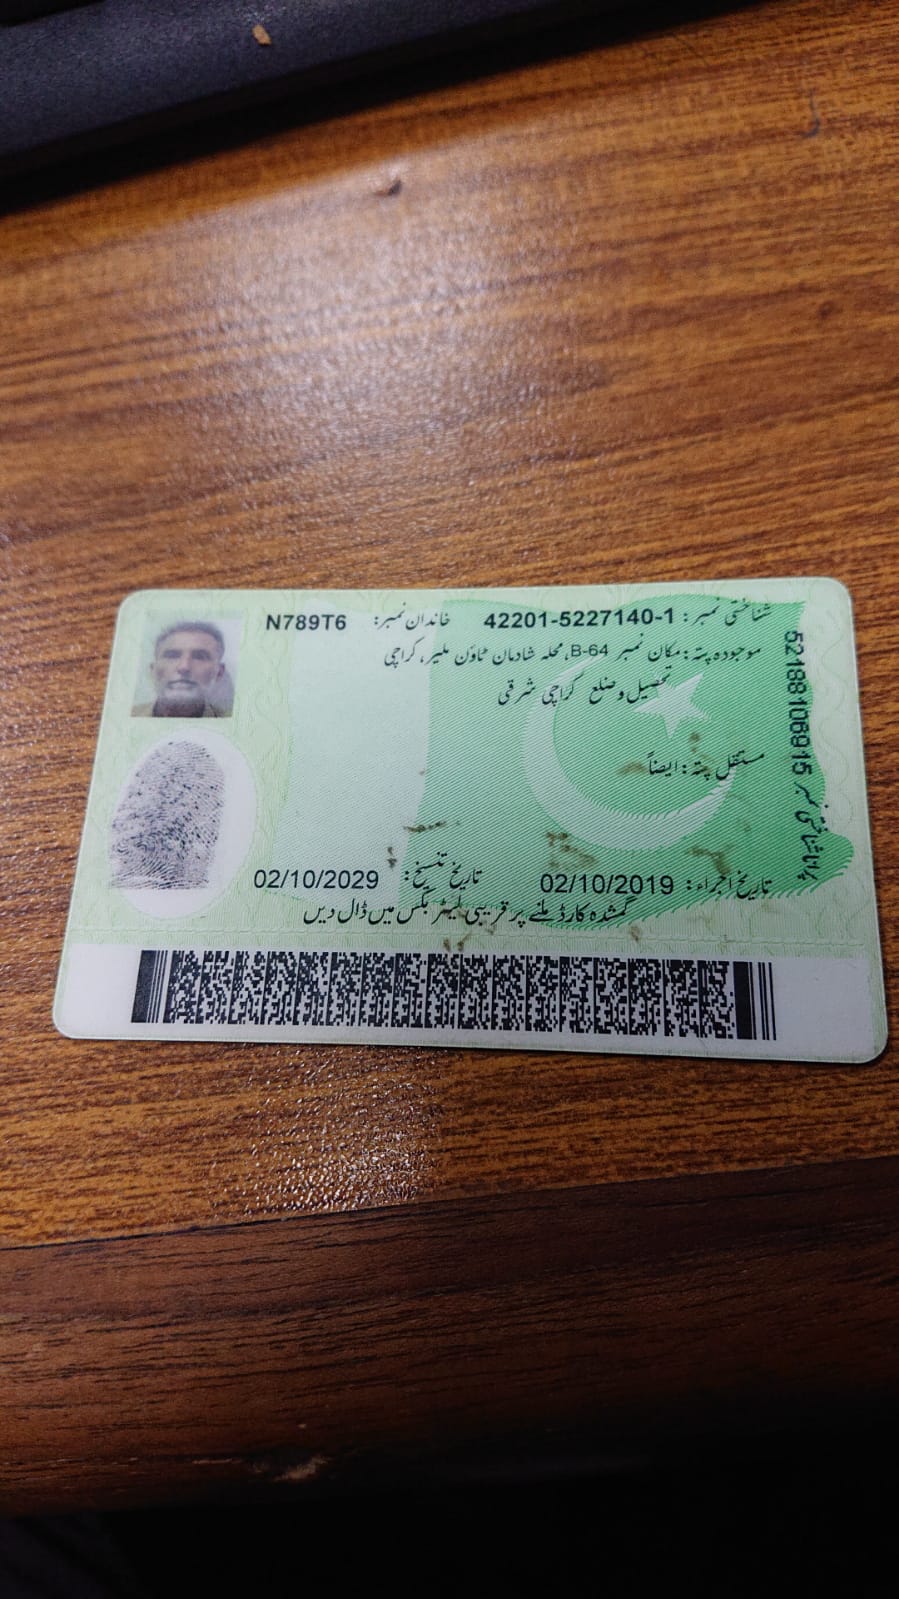 شناختی نمبر: 42201-5227140-1 خاندان نمبر: N789T6
موجودہ پتہ: مکان نمبر B-64، محلہ شادمان ٹاؤن ملیر، کراچی
تحصیل و ضلع کراچی شرقی
مستقل پتہ: ایضاً
تاریخ اجراء: 02/10/2019 تاریخ تنسیخ: 02/10/2029
گمشدہ کارڈ ملنے پر قریبی لیٹر بکس میں ڈال دیں
52188106915